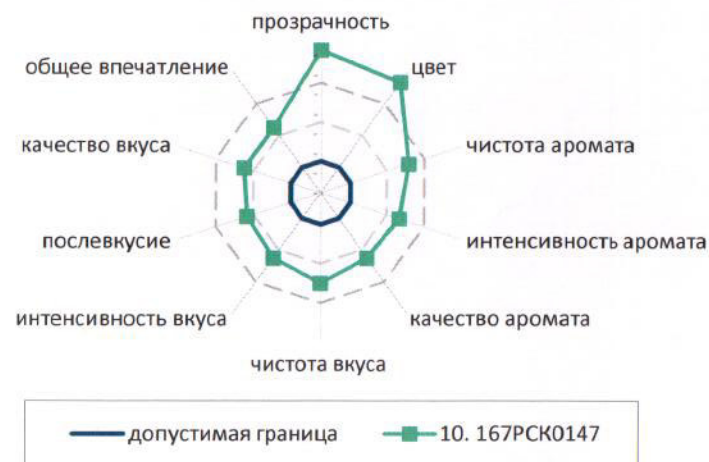 прозрачность
общее впечатление
цвет
качество вкуса
чистота аромата
послевкусие
интенсивность аромата
интенсивность вкуса
качество аромата
чистота вкуса
допустимая граница
10. 167РСК0147